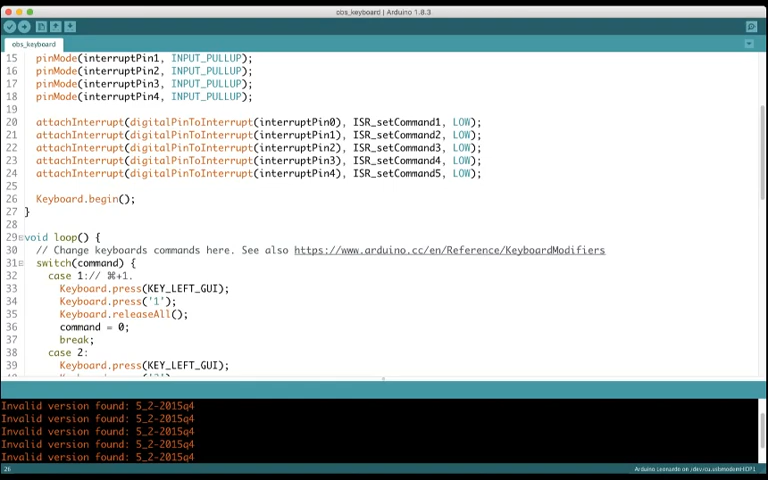 obs_keyboard | Arduino 1.8.3
obs_keyboard
15 pinMode(interruptPin1, INPUT_PULLUP);
16 pinMode(interruptPin2, INPUT_PULLUP);
17 pinMode(interruptPin3, INPUT_PULLUP);
18 pinMode(interruptPin4, INPUT_PULLUP);
19
20 attachInterrupt(digitalPinToInterrupt(interruptPin0), ISR_setCommand1, LOW);
21 attachInterrupt(digitalPinToInterrupt(interruptPin1), ISR_setCommand2, LOW);
22 attachInterrupt(digitalPinToInterrupt(interruptPin2), ISR_setCommand3, LOW);
23 attachInterrupt(digitalPinToInterrupt(interruptPin3), ISR_setCommand4, LOW);
24 attachInterrupt(digitalPinToInterrupt(interruptPin4), ISR_setCommand5, LOW);
25
26 Keyboard.begin();
27 }
28
29 void loop() {
30 // Change keyboards commands here. See also https://www.arduino.cc/en/Reference/KeyboardModifiers
31 switch(command) {
32 case 1:// ⌘+1.
33 Keyboard.press(KEY_LEFT_GUI);
34 Keyboard.press('1');
35 Keyboard.releaseAll();
36 command = 0;
37 break;
38 case 2:
39 Keyboard.press(KEY_LEFT_GUI);
Invalid version found: 5_2-2015q4
Invalid version found: 5_2-2015q4
Invalid version found: 5_2-2015q4
Invalid version found: 5_2-2015q4
Invalid version found: 5_2-2015q4
26
Arduino Leonardo on